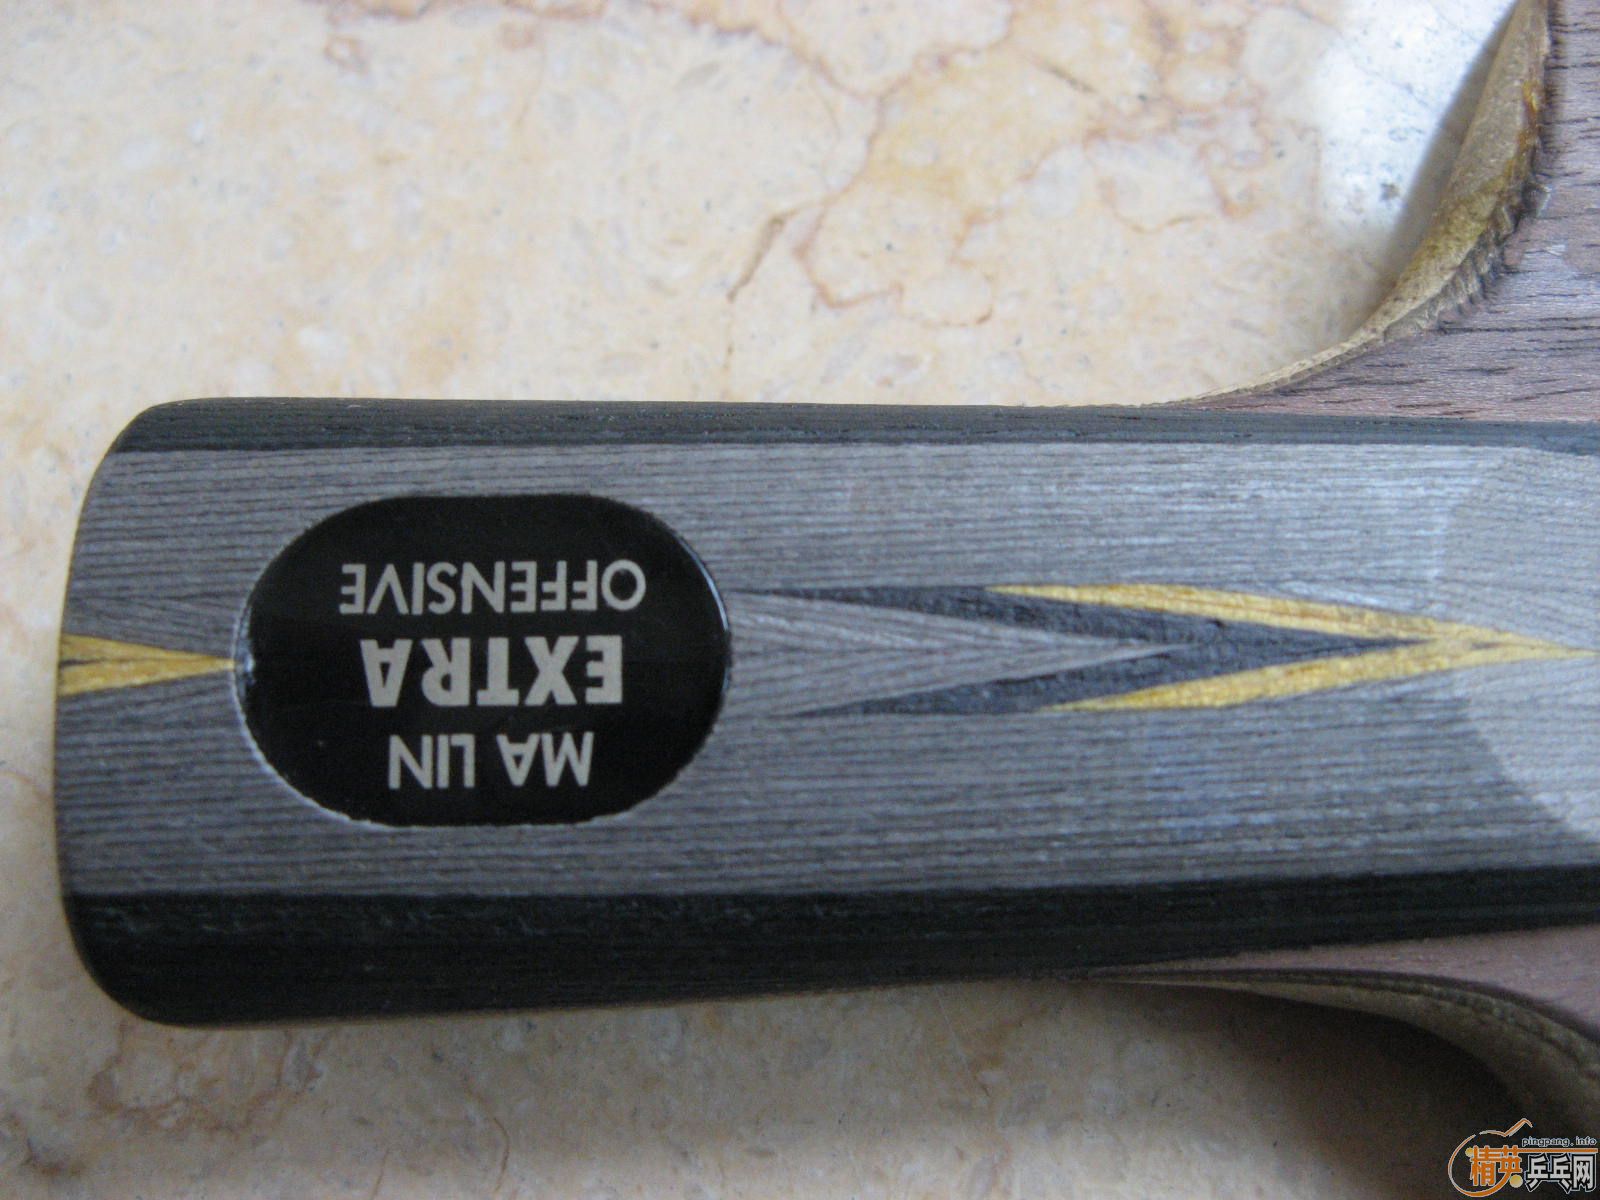 MA LIN
EXTRA
OFFENSIVE
pingpang.info
精英乒乓网